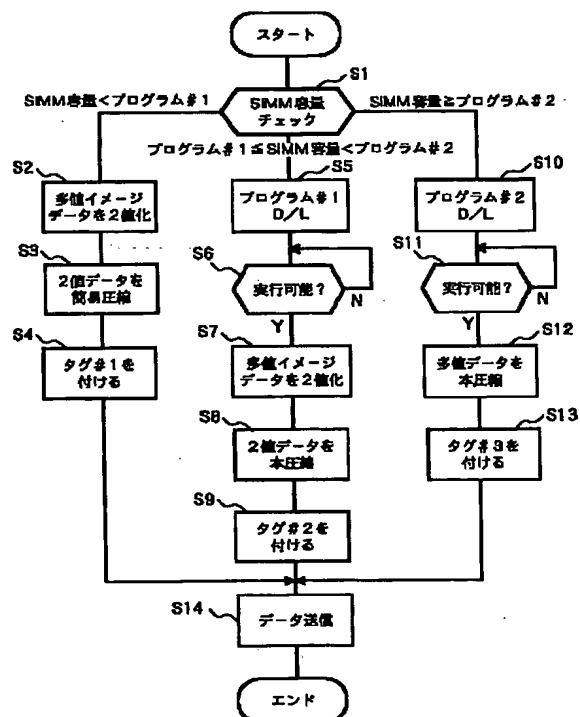 スタート
S1
SIMM容量<プログラム#1
SIMM容量
チェック
SIMM容量≧プログラム#2
プログラム#1≦SIMM容量<プログラム#2
S2
多値イメージ
データを2値化
S5
プログラム#1
D/L
S10
プログラム#2
D/L
S3
2値データを
簡易圧縮
S6
実行可能?
N
Y
S11
実行可能?
N
Y
S4
タグ#1を
付ける
S7
多値イメージ
データを2値化
S12
多値データを
本圧縮
S8
2値データを
本圧縮
S13
タグ#3を
付ける
S9
タグ#2を
付ける
S14
データ送信
エンド